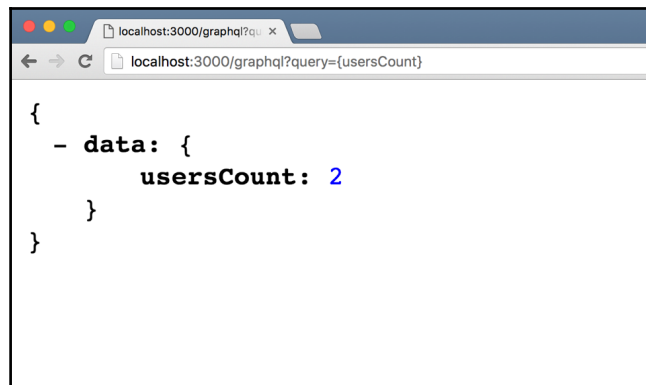 localhost:3000/graphql?qu
localhost:3000/graphql?query={usersCount}
{
- data: {
usersCount: 2
}
}